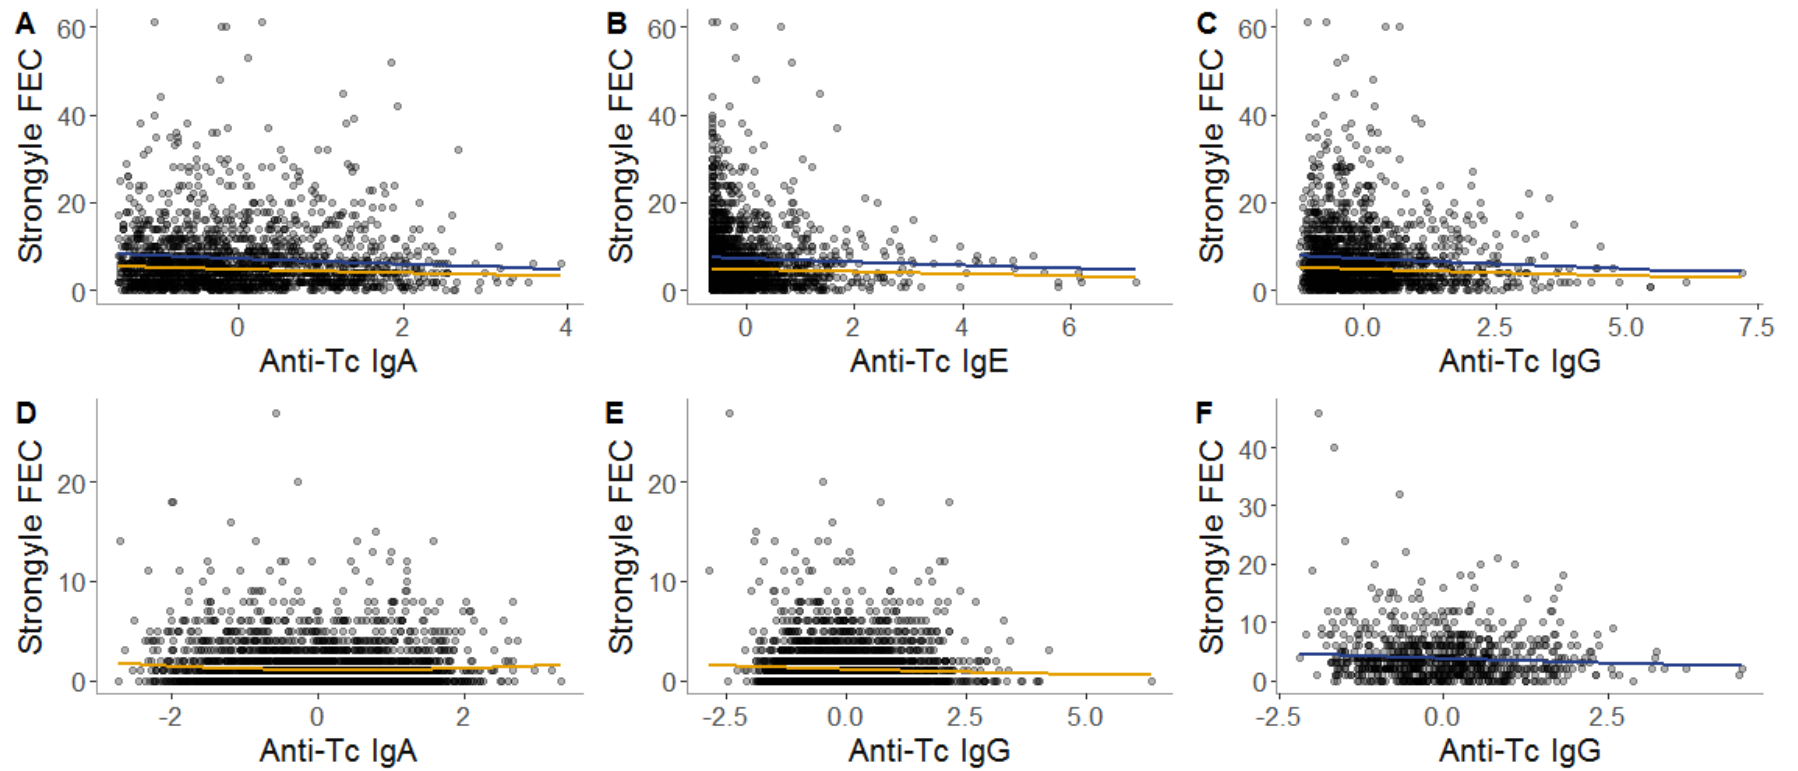 A
Strongyle FEC
60
40
20
0
0
2
4
Anti-Tc IgA
B
Strongyle FEC
60
40
20
0
0
2
4
6
Anti-Tc IgE
C
Strongyle FEC
60
40
20
0
0.0
2.5
5.0
7.5
Anti-Tc IgG
D
Strongyle FEC
20
10
0
-2
0
2
Anti-Tc IgA
E
Strongyle FEC
20
10
0
-2.5
0.0
2.5
5.0
Anti-Tc IgG
F
Strongyle FEC
40
30
20
10
0
-2.5
0.0
2.5
Anti-Tc IgG